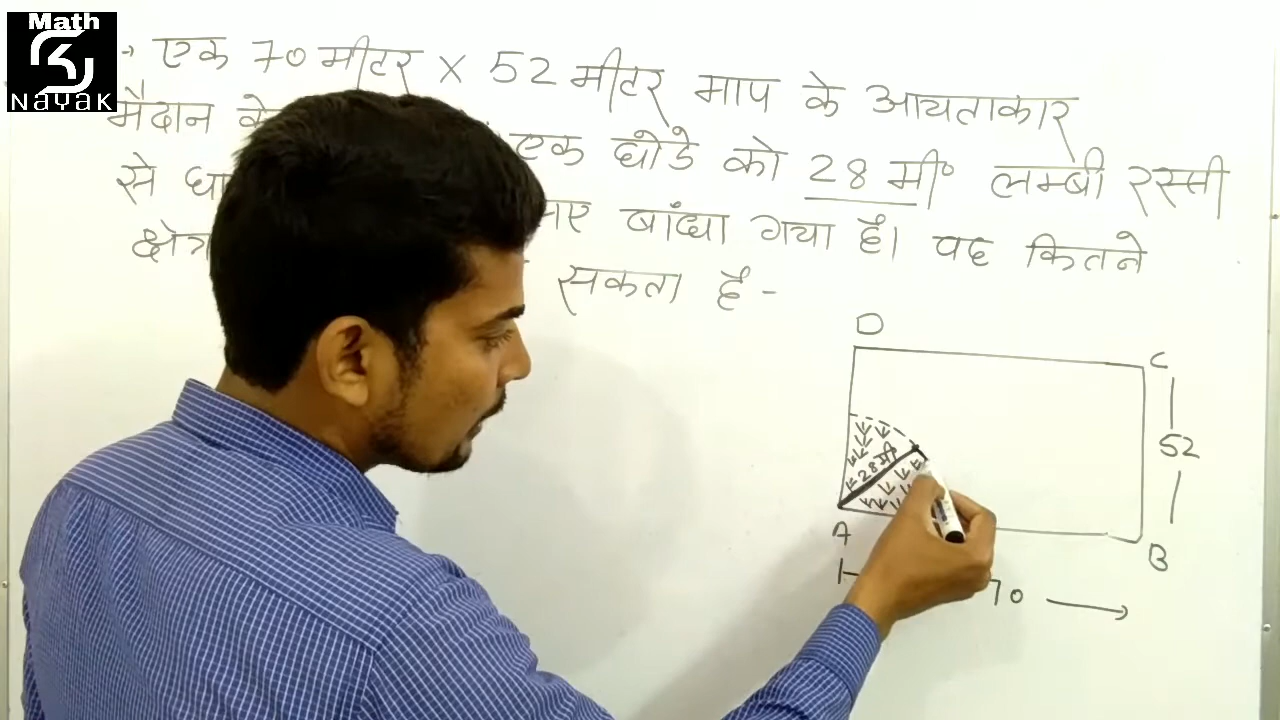 Math
NayaK
→ एक 70 मीटर x 52 मीटर माप के आयताकार
मैदान के एक घोडे को 28 मी० लम्बी रस्सी
से बांधा गया है। वह कितने
क्षेत्र सकता है -
D
C
28मी
52
A
B
70